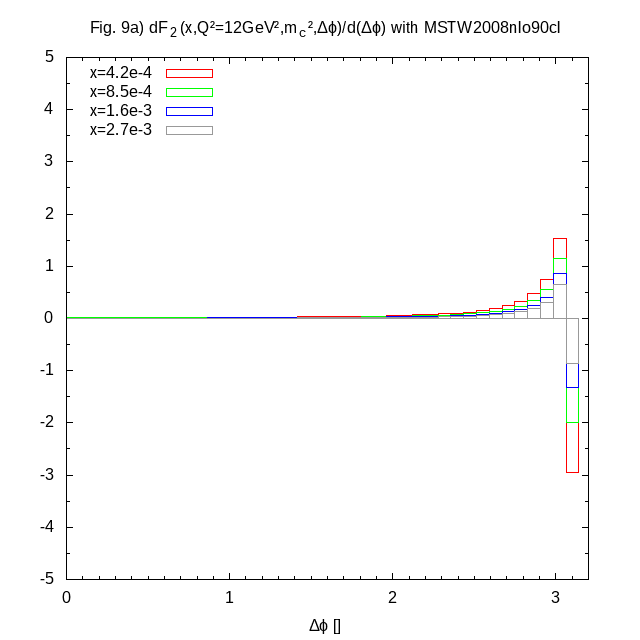 Fig. 9a) dF₂(x,Q²=12GeV²,m_c²,Δϕ)/d(Δϕ) with MSTW2008nlo90cl
x=4.2e-4
x=8.5e-4
x=1.6e-3
x=2.7e-3
5
4
3
2
1
0
-1
-2
-3
-4
-5
0 1 2 3
Δϕ []